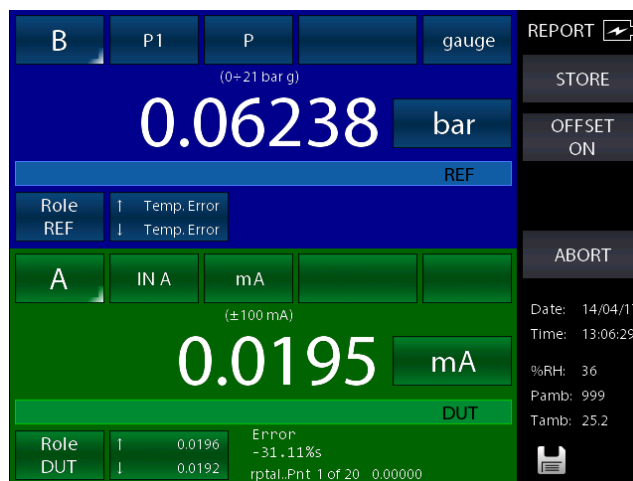 B P1 P gauge
(0÷21 bar g)
0.06238 bar
REF
Role REF
↑ Temp. Error
↓ Temp. Error
A IN A mA
(±100 mA)
0.0195 mA
DUT
Role DUT
↑ 0.0196
↓ 0.0192
Error
-31.11%s
rptal..Pnt 1 of 20 0.00000
REPORT
STORE
OFFSET
ON
ABORT
Date: 14/04/1
Time: 13:06:29
%RH: 36
Pamb: 999
Tamb: 25.2